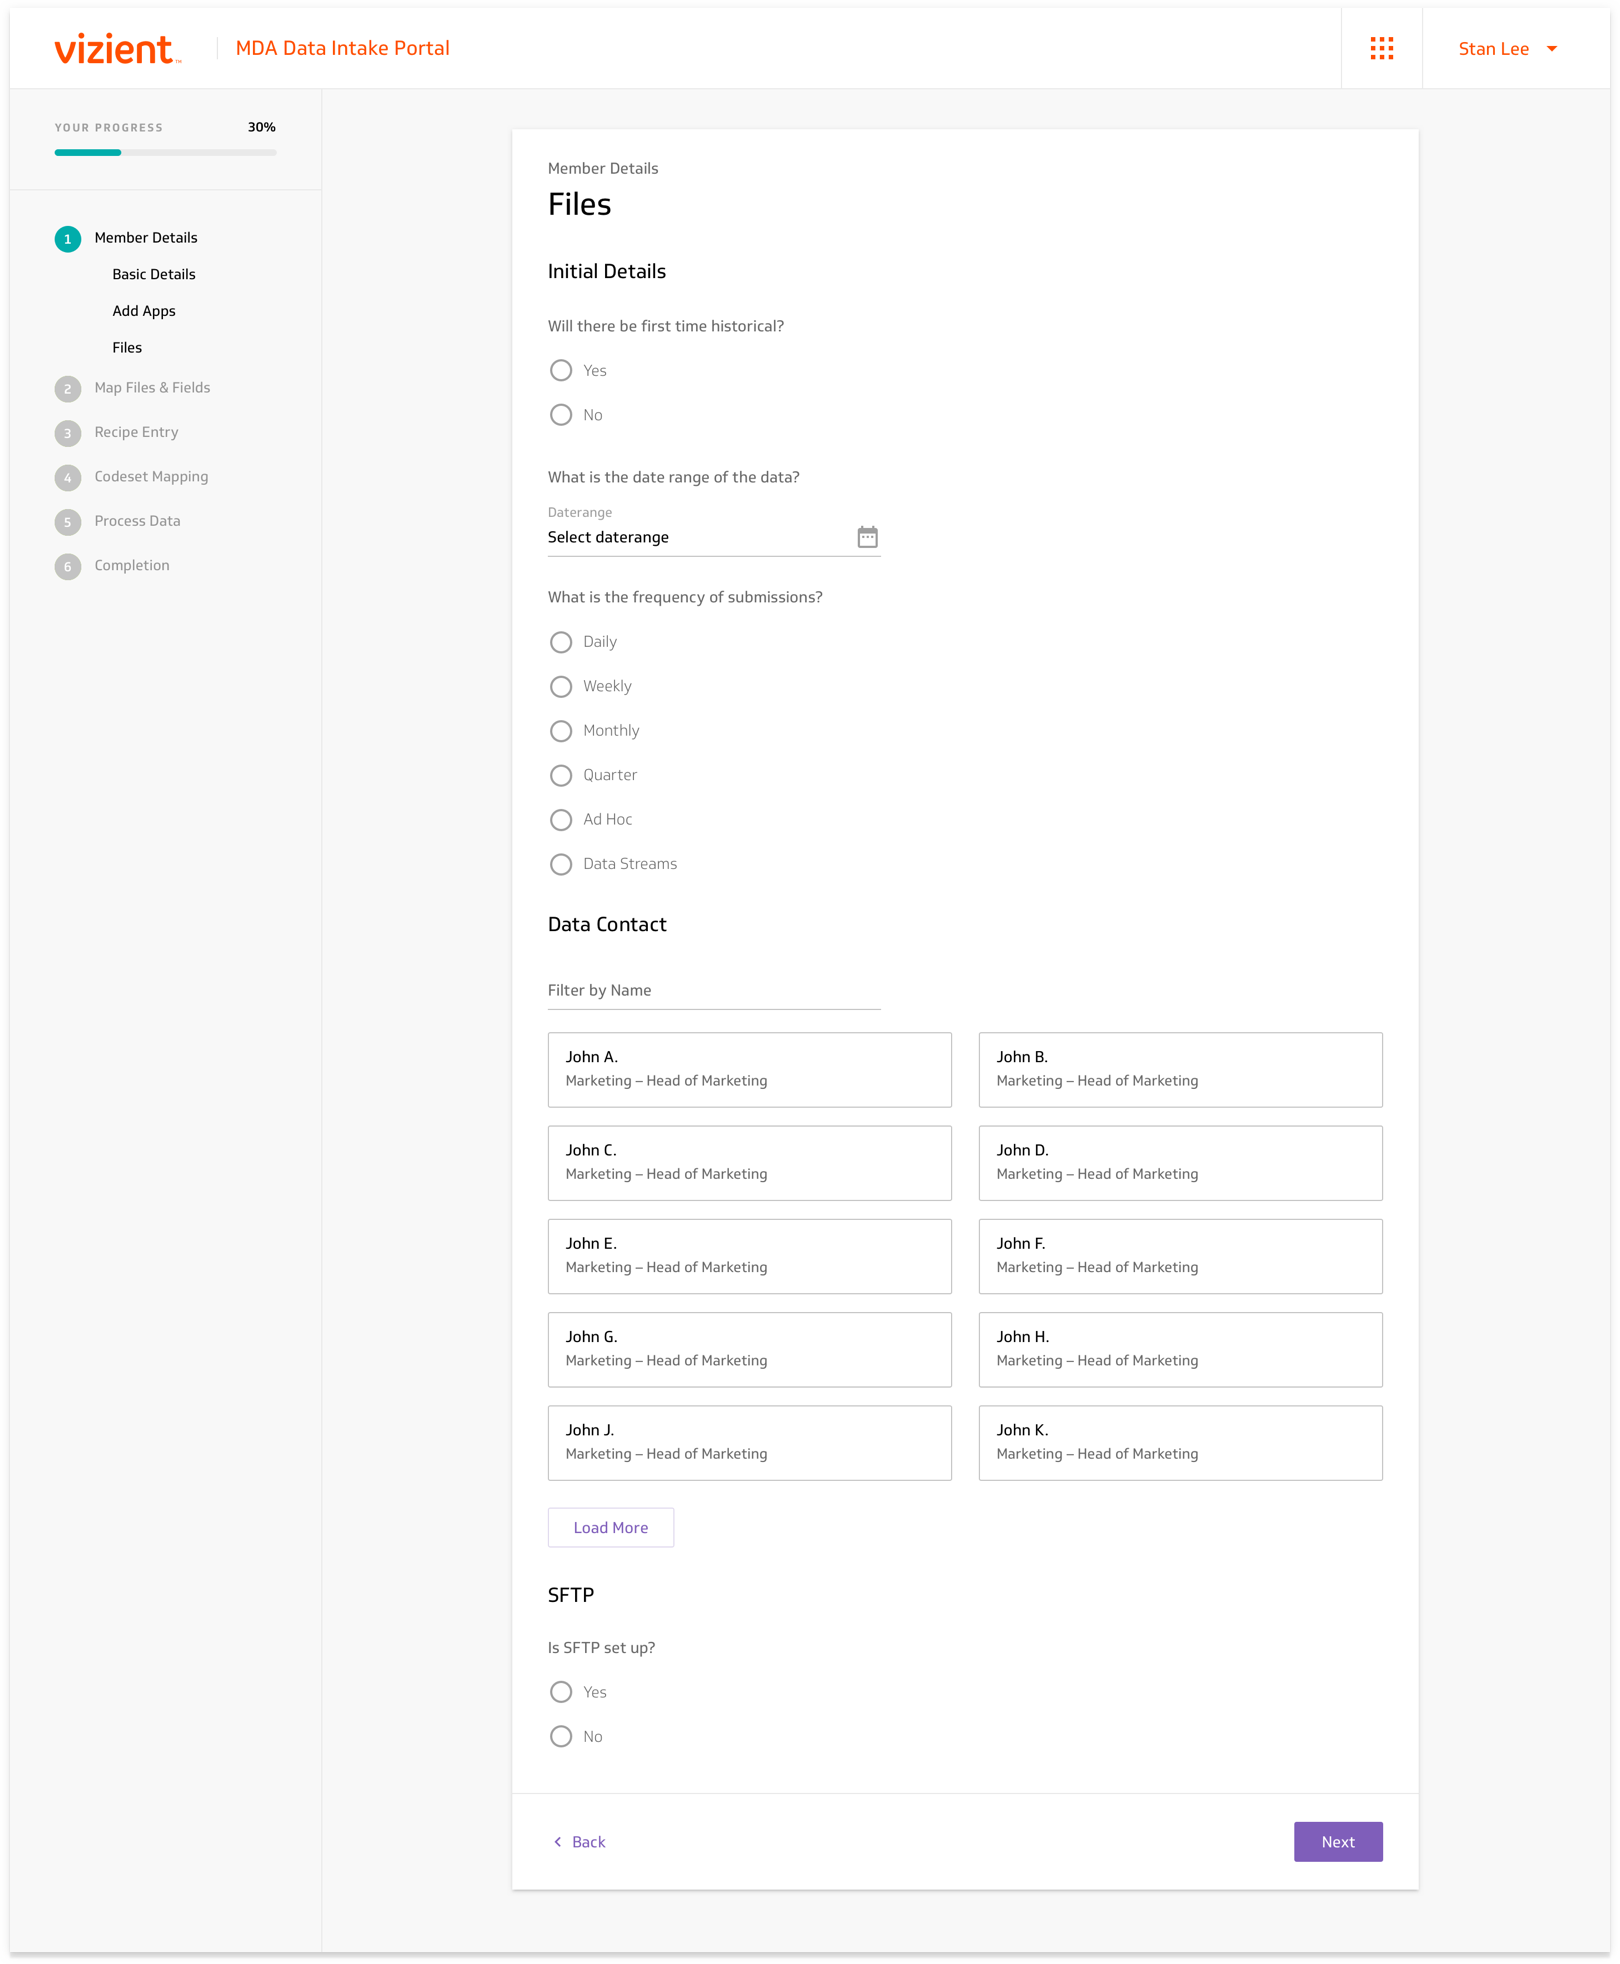 vizient
MDA Data Intake Portal
Stan Lee
YOUR PROGRESS
30%
1 Member Details
Basic Details
Add Apps
Files
2 Map Files & Fields
3 Recipe Entry
4 Codeset Mapping
5 Process Data
6 Completion
Member Details
Files
Initial Details
Will there be first time historical?
Yes
No
What is the date range of the data?
Daterange
Select daterange
What is the frequency of submissions?
Daily
Weekly
Monthly
Quarter
Ad Hoc
Data Streams
Data Contact
Filter by Name
John A.
Marketing – Head of Marketing
John B.
Marketing – Head of Marketing
John C.
Marketing – Head of Marketing
John D.
Marketing – Head of Marketing
John E.
Marketing – Head of Marketing
John F.
Marketing – Head of Marketing
John G.
Marketing – Head of Marketing
John H.
Marketing – Head of Marketing
John J.
Marketing – Head of Marketing
John K.
Marketing – Head of Marketing
Load More
SFTP
Is SFTP set up?
Yes
No
Back
Next